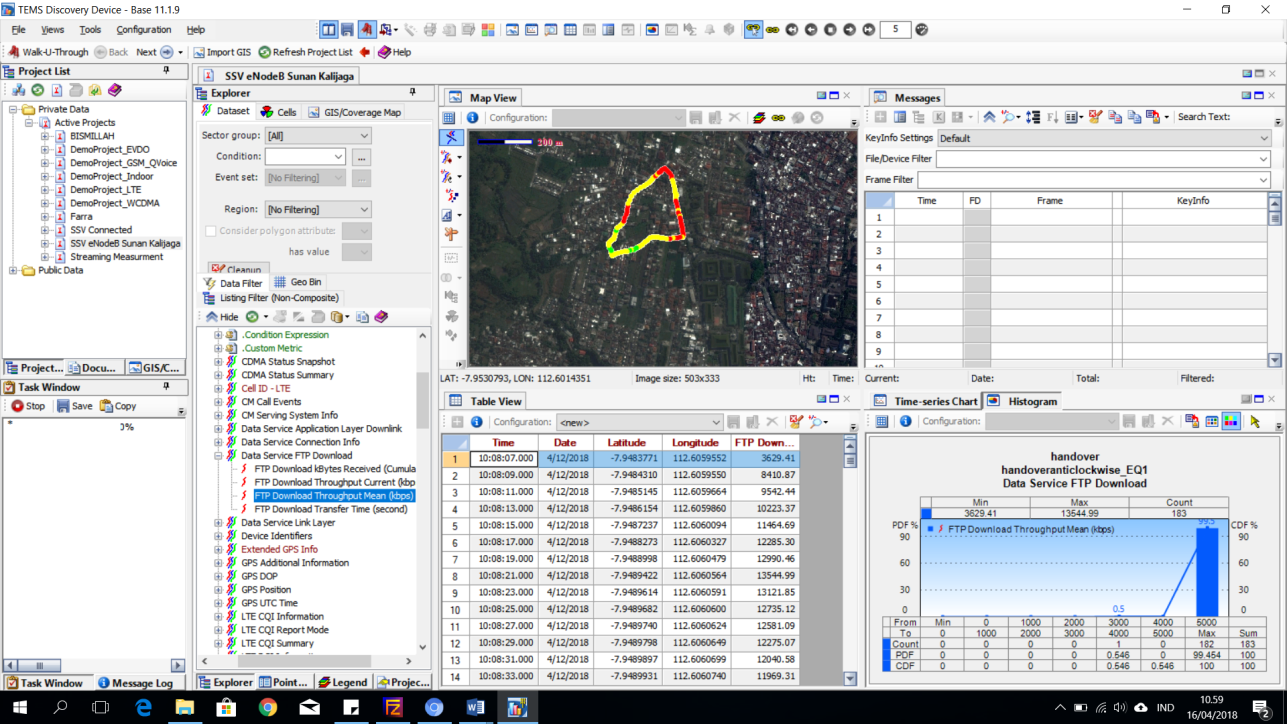 TEMS Discovery Device - Base 11.1.9
File Views Tools Configuration Help
5
Walk-U-Through Back Next Import GIS Refresh Project List Help
Project List
Private Data
Active Projects
BISMILLAH
DemoProject_EVDO
DemoProject_GSM_QVoice
DemoProject_Indoor
DemoProject_LTE
DemoProject_WCDMA
Farra
SSV Connected
SSV eNodeB Sunan Kalijaga
Streaming Measurment
Public Data
Project... Docu... GIS/C...
Task Window
Stop Save Copy
* 0%
Task Window Message Log
SSV eNodeB Sunan Kalijaga
Explorer
Dataset Cells GIS/Coverage Map
Sector group: [All]
Condition: ...
Event set: [No Filtering] ...
Region: [No Filtering]
Consider polygon attribute:
has value
Cleanup
Data Filter Geo Bin
Listing Filter (Non-Composite)
Hide
.Condition Expression
.Custom Metric
CDMA Status Snapshot
CDMA Status Summary
Cell ID - LTE
CM Call Events
CM Serving System Info
Data Service Application Layer Downlink
Data Service Connection Info
Data Service FTP Download
FTP Download kBytes Received (Cumula
FTP Download Throughput Current (kbp
FTP Download Throughput Mean (kbps)
FTP Download Transfer Time (second)
Data Service Link Layer
Device Identifiers
Extended GPS Info
GPS Additional Information
GPS DOP
GPS Position
GPS UTC Time
LTE CQI Information
LTE CQI Report Mode
LTE CQI Summary
Explorer Point... Legend Projec...
Map View
Configuration:
200 m
LAT: -7.9530793, LON: 112.6014351 Image size: 503x333 Ht: Time:
Table View
Configuration: <new>
Time Date Latitude Longitude FTP Down...
1 10:08:07.000 4/12/2018 -7.9483771 112.6059552 3629.41
2 10:08:09.000 4/12/2018 -7.9484310 112.6059550 8410.87
3 10:08:11.000 4/12/2018 -7.9485145 112.6059664 9542.44
4 10:08:13.000 4/12/2018 -7.9486154 112.6059860 10223.37
5 10:08:15.000 4/12/2018 -7.9487237 112.6060094 11464.69
6 10:08:17.000 4/12/2018 -7.9488273 112.6060327 12285.30
7 10:08:19.000 4/12/2018 -7.9488998 112.6060479 12990.46
8 10:08:21.000 4/12/2018 -7.9489422 112.6060564 13544.99
9 10:08:23.000 4/12/2018 -7.9489614 112.6060591 13121.85
10 10:08:25.000 4/12/2018 -7.9489682 112.6060600 12735.12
11 10:08:27.000 4/12/2018 -7.9489740 112.6060624 12581.09
12 10:08:29.000 4/12/2018 -7.9489798 112.6060649 12275.07
13 10:08:31.000 4/12/2018 -7.9489897 112.6060699 12040.58
14 10:08:33.000 4/12/2018 -7.9489931 112.6060740 11969.31
Messages
Search Text:
KeyInfo Settings Default
File/Device Filter
Frame Filter
Time FD Frame KeyInfo
1
2
3
4
5
6
7
8
9
Current: Date: Total: Filtered:
Time-series Chart Histogram
Configuration:
handover
handoveranticlockwise_EQ1
Data Service FTP Download
Min Max Count
3629.41 13544.99 183
PDF % CDF %
FTP Download Throughput Mean (kbps)
99.5
90 90
60 60
30 30
0.5
0 0
From Min 0 1000 2000 3000 4000 5000
To 0 1000 2000 3000 4000 5000 Max Sum
Count 0 0 0 0 1 0 182 183
PDF 0 0 0 0 0.546 0 99.454 100
CDF 0 0 0 0 0.546 0.546 100 100
IND
10.59
16/04/2018
2